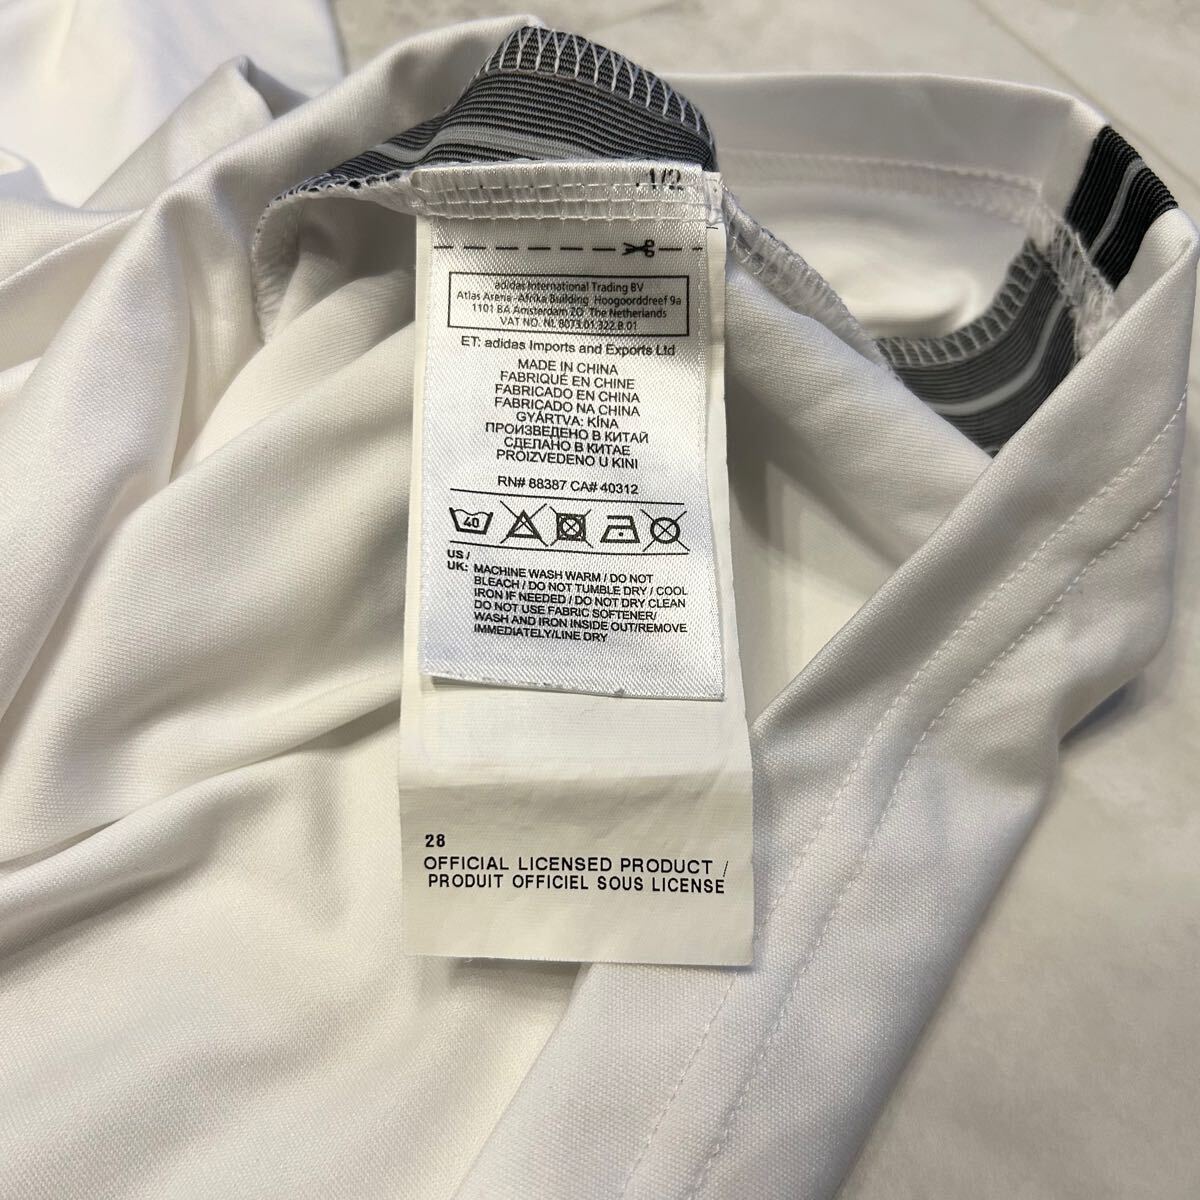 1/2
adidas International Trading BV
Atlas Arena -Afrika Building Hoogoorddreef 9a
1101 BA Amsterdam ZO The Netherlands
VAT NO. NL 8073.01.322.B.01
ET: adidas Imports and Exports Ltd
MADE IN CHINA
FABRIQUÉ EN CHINE
FABRICADO EN CHINA
FABRICADO NA CHINA
GYÁRTVA: KÍNA
ПРОИЗВЕДЕНО В КИТАЙ
СДЕЛАНО В КИТАЕ
PROIZVEDENO U KINI
RN# 88387 CA# 40312
40
US /
UK: MACHINE WASH WARM / DO NOT
BLEACH / DO NOT TUMBLE DRY / COOL
IRON IF NEEDED / DO NOT DRY CLEAN
DO NOT USE FABRIC SOFTENER/
WASH AND IRON INSIDE OUT/REMOVE
IMMEDIATELY/LINE DRY
28
OFFICIAL LICENSED PRODUCT /
PRODUIT OFFICIEL SOUS LICENSE